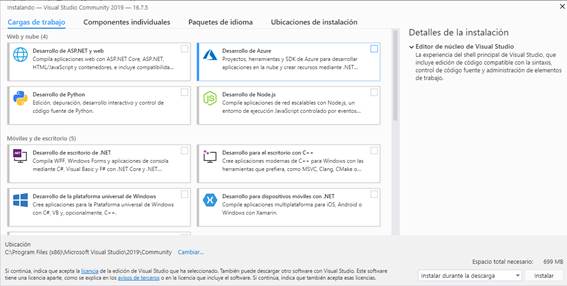 Instalando — Visual Studio Community 2019 — 16.7.5
Cargas de trabajo
Componentes individuales
Paquetes de idioma
Ubicaciones de instalación
Web y nube (4)
Desarrollo de ASP.NET y web
Compila aplicaciones web con ASP.NET Core, ASP.NET,
HTML/JavaScript y contenedores, e incluye compatibilida...
Desarrollo de Azure
Proyectos, herramientas y SDK de Azure para desarrollar
aplicaciones en la nube y crear recursos mediante .NET...
Desarrollo de Python
Edición, depuración, desarrollo interactivo y control de
código fuente de Python.
Desarrollo de Node.js
Compile aplicaciones de red escalables con Node.js, un
entorno de ejecución JavaScript controlado por eventos...
Móviles y de escritorio (5)
Desarrollo de escritorio de .NET
Compila WPF, Windows Forms y aplicaciones de consola
mediante C#, Visual Basic y F# con .NET Core y .NET...
Desarrollo para el escritorio con C++
Cree aplicaciones modernas de C++ para Windows con las
herramientas que prefiera, como MSVC, Clang, CMake o...
Desarrollo de la plataforma universal de Windows
Cree aplicaciones para la Plataforma universal de Windows
con C#, VB y, opcionalmente, C++.
Desarrollo para dispositivos móviles con .NET
Compile aplicaciones multiplataforma para iOS, Android o
Windows con Xamarin.
Detalles de la instalación
Editor de núcleo de Visual Studio
La experiencia del shell principal de Visual Studio, que
incluye edición de código compatible con la sintaxis,
control de código fuente y administración de elementos
de trabajo.
Ubicación
C:\Program Files (x86)\Microsoft Visual Studio\2019\Community
Cambiar...
Espacio total necesario: 699 MB
Si continúa, indica que acepta la licencia de la edición de Visual Studio que ha seleccionado. También puede descargar otro software con Visual Studio. Este software
tiene una licencia aparte, como se explica en los avisos de terceros o en la licencia que incluye el software. Si continúa, indica que también acepta esas licencias.
Instalar durante la descarga
Instalar